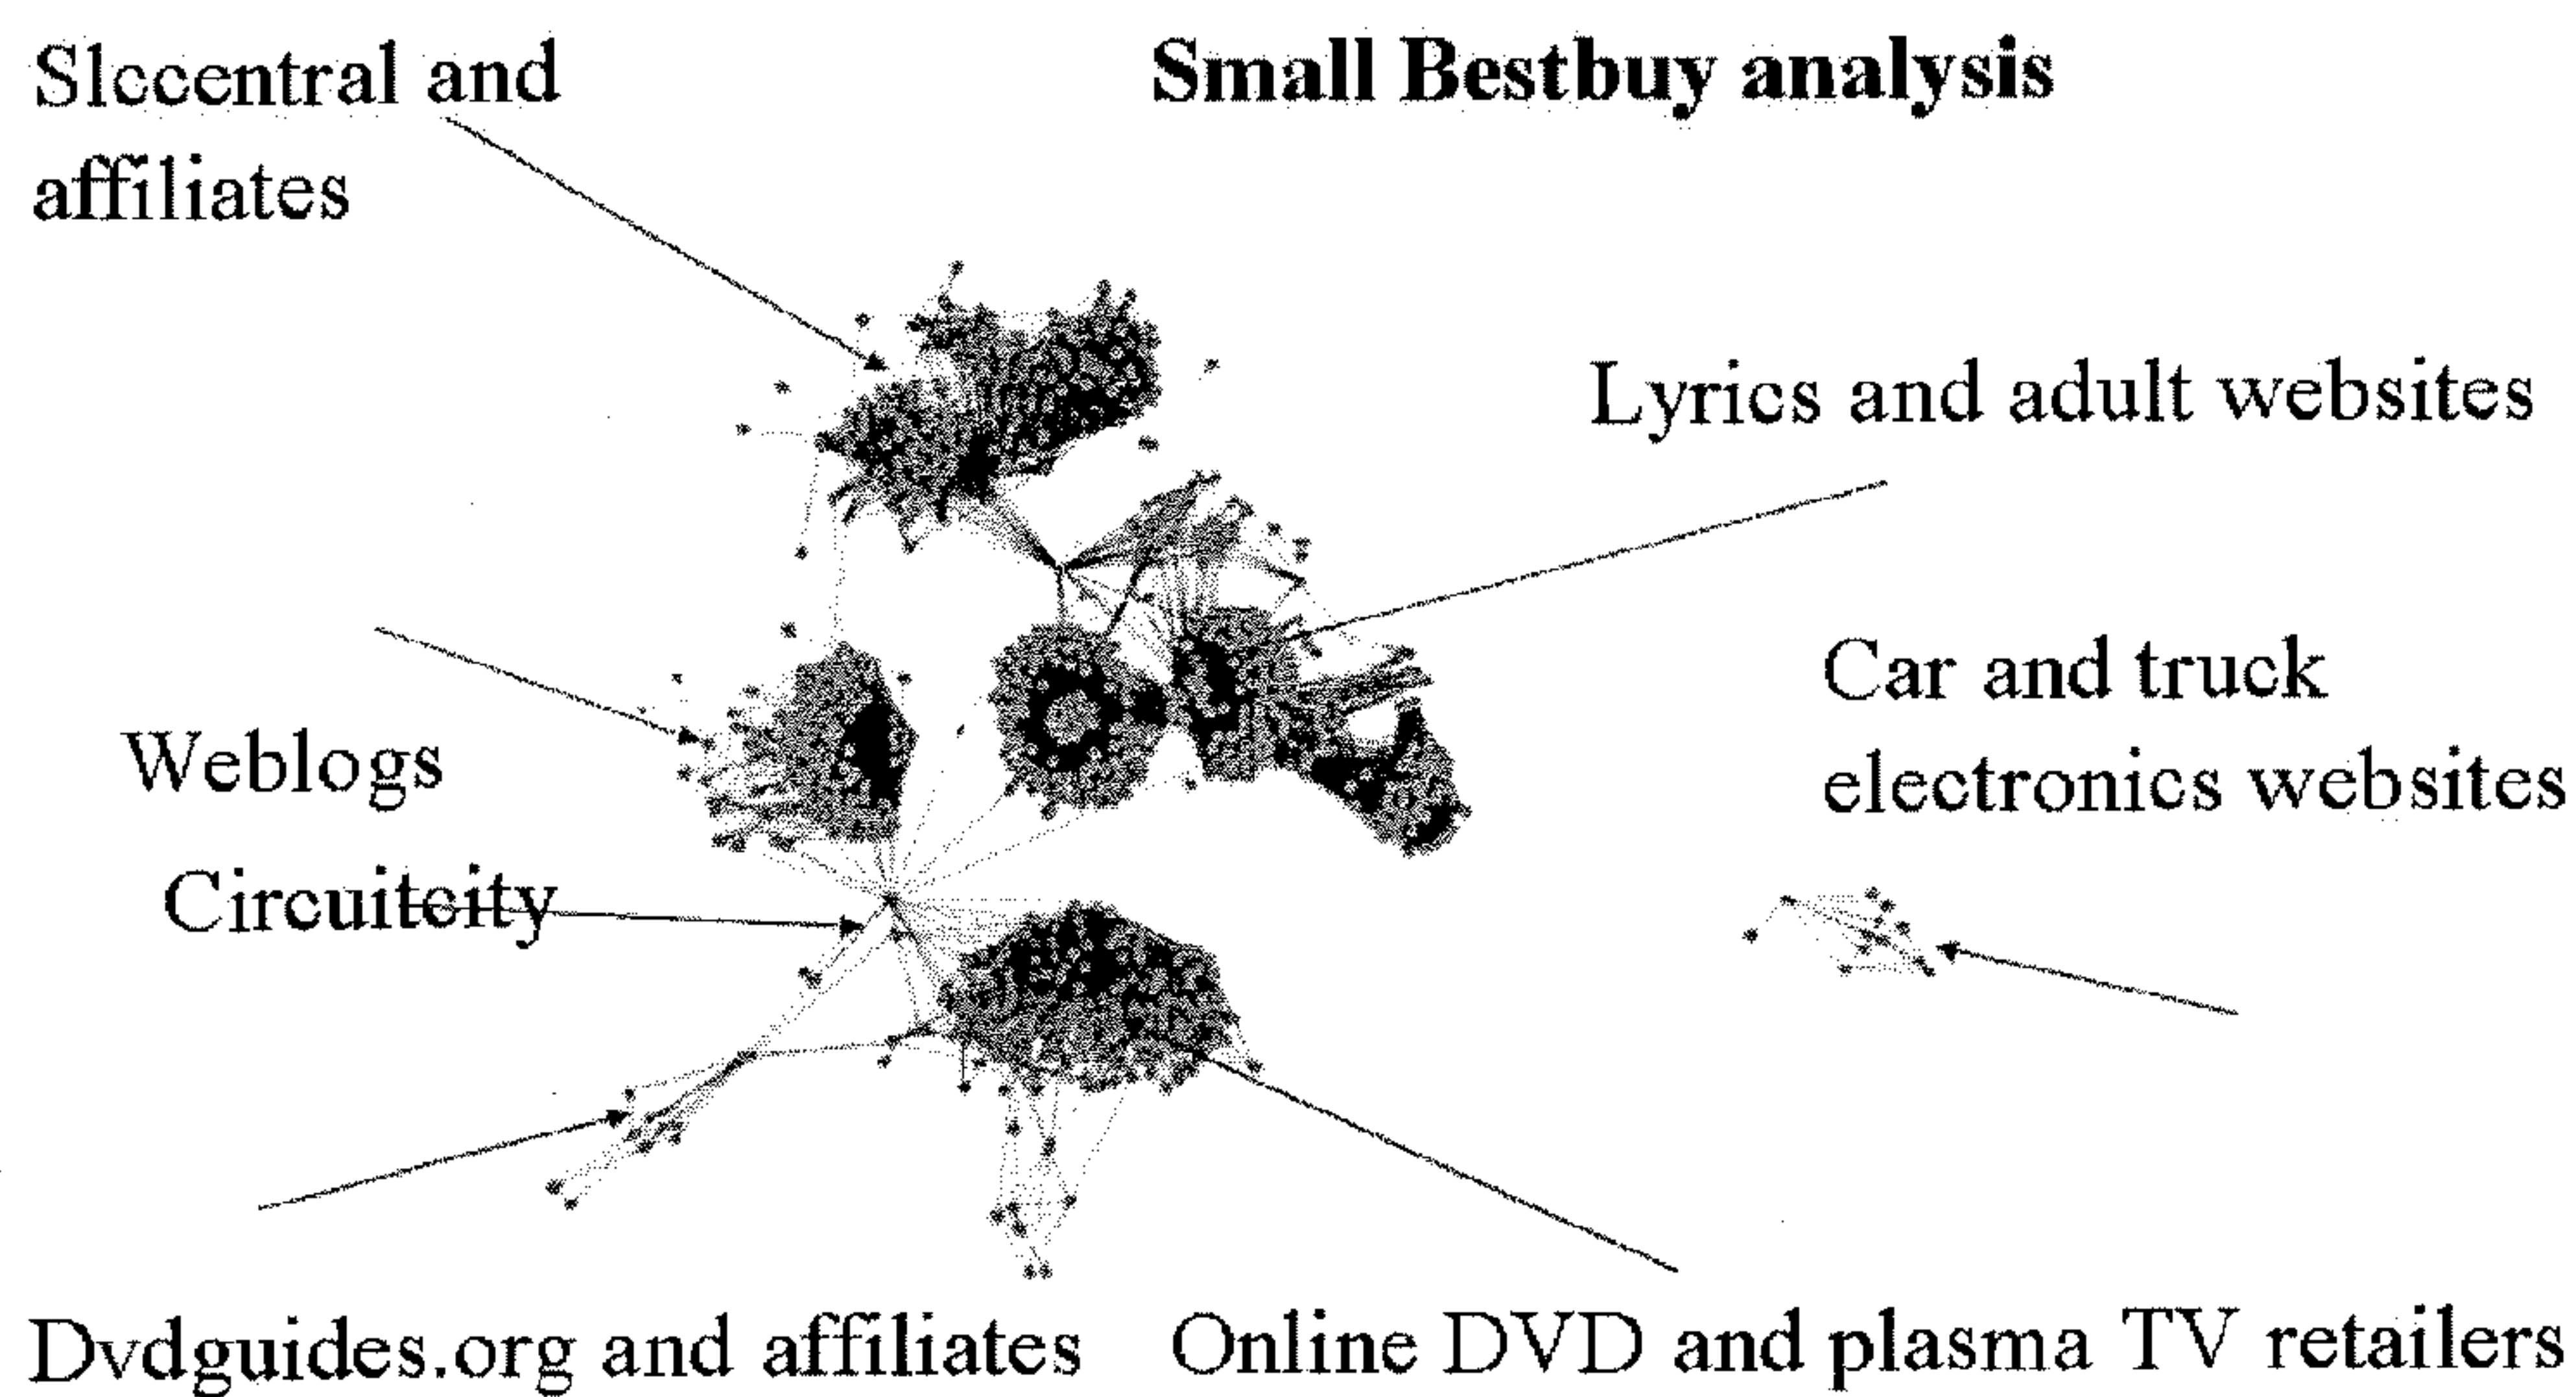 Slccentral and
affiliates
Small Bestbuy analysis
Lyrics and adult websites
Car and truck
electronics websites
Weblogs
Circuitcity
Dvdguides.org and affiliates
Online DVD and plasma TV retailers